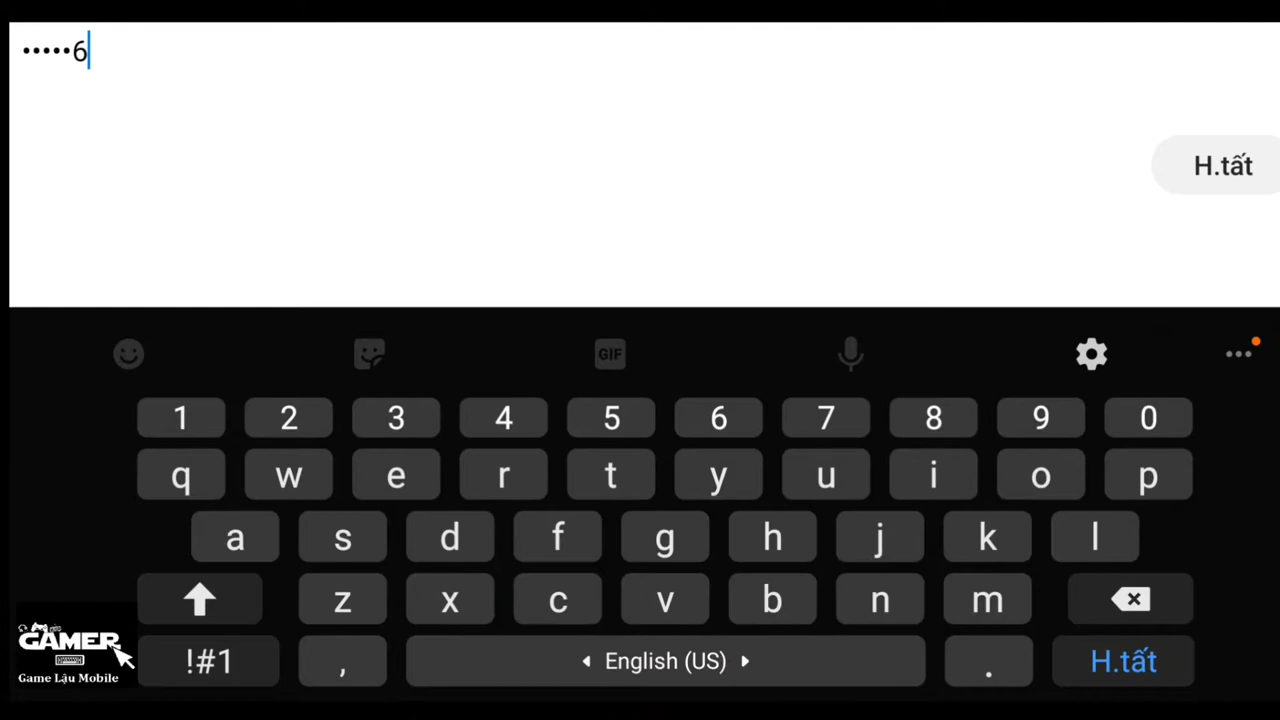 •••••6
H.tất
GIF
1 2 3 4 5 6 7 8 9 0
q w e r t y u i o p
a s d f g h j k l
z x c v b n m
!#1 , English (US) . H.tất
GAMER
Game Lậu Mobile